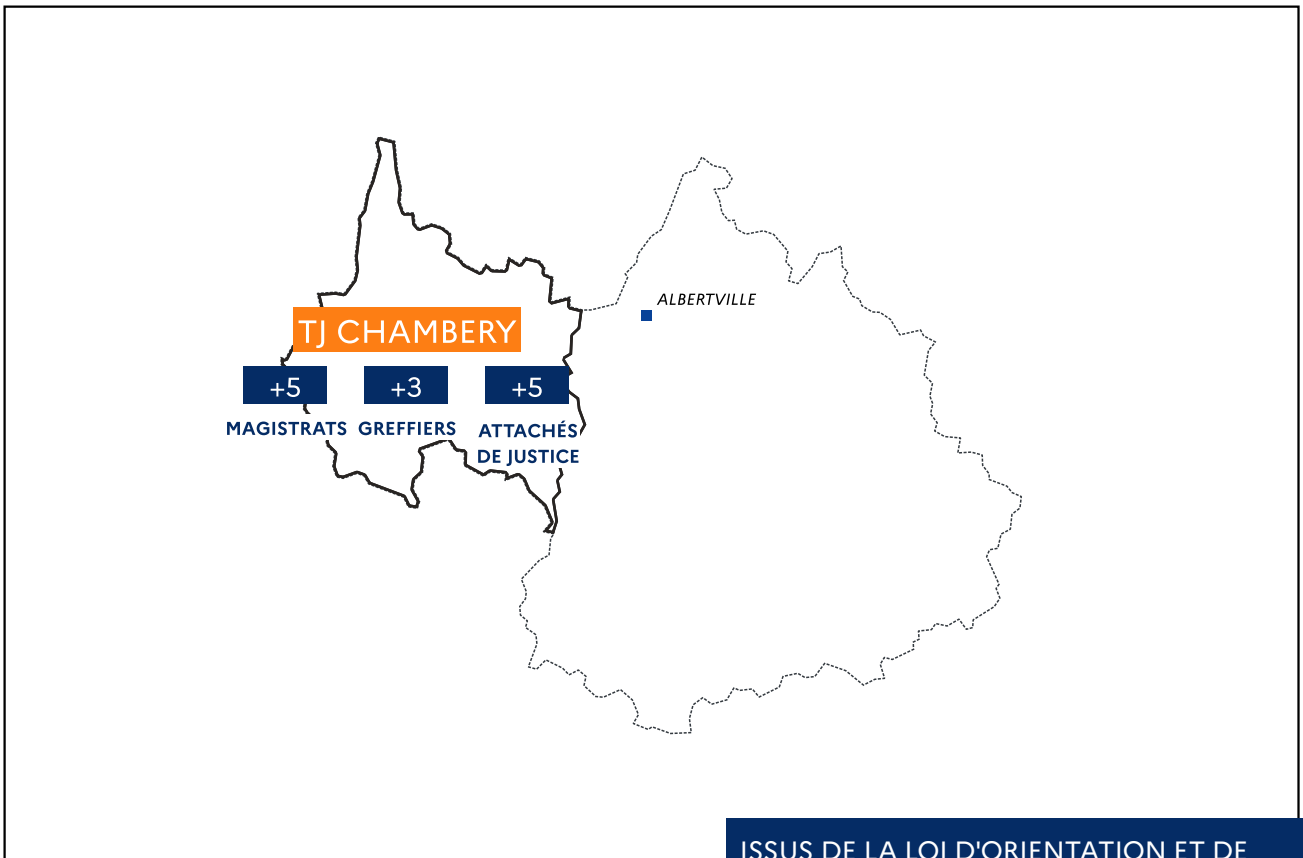 ALBERTVILLE
TJ CHAMBERY
+5
+3
+5
MAGISTRATS
GREFFIERS
ATTACHÉS
DE JUSTICE
ISSUS DE LA LOI D'ORIENTATION ET DE